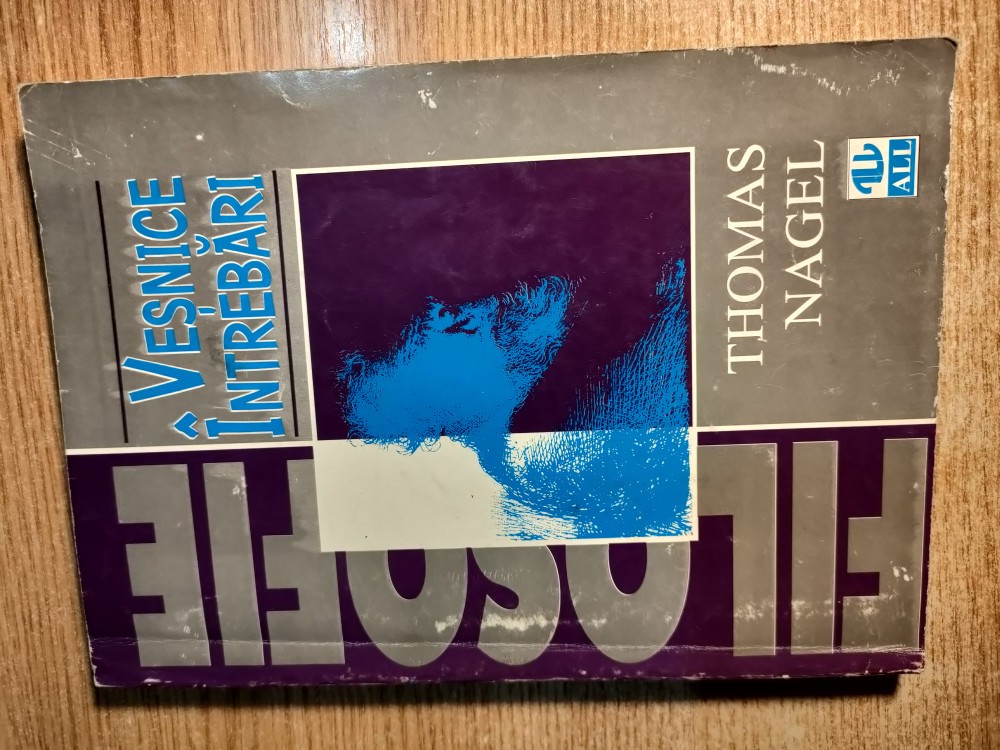 VEȘNICE
ÎNTREBĂRI
FILOSOFIE
THOMAS
NAGEL
ALL